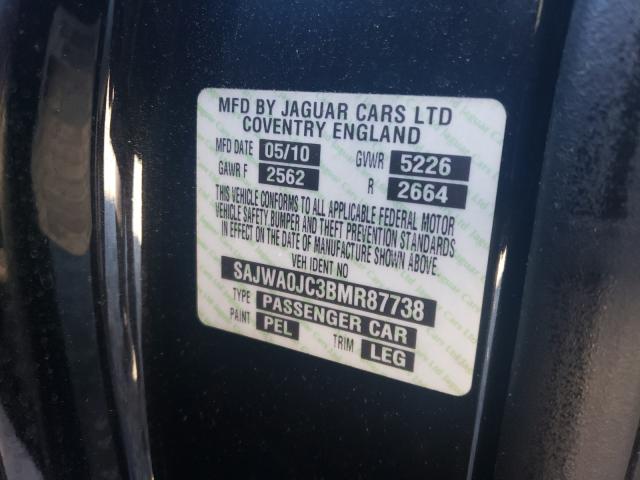 MFD BY JAGUAR CARS LTD
COVENTRY ENGLAND
MFD DATE 05/10 GVWR 5226
GAWR F 2562 R 2664
THIS VEHICLE CONFORMS TO ALL APPLICABLE FEDERAL MOTOR
VEHICLE SAFETY BUMPER AND THEFT PREVENTION STANDARDS
IN EFFECT ON THE DATE OF MANUFACTURE SHOWN ABOVE.
VEH IDENT NO
SAJWA0JC3BMR87738
TYPE PASSENGER CAR
PAINT PEL TRIM LEG